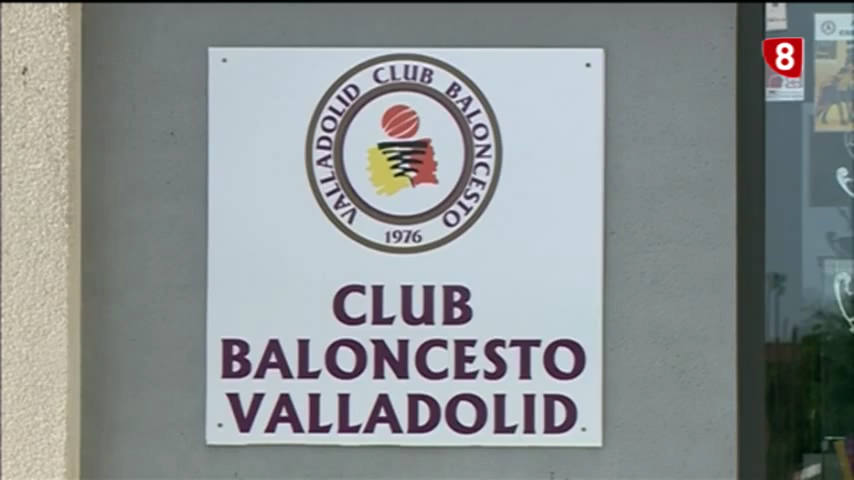 8
VALLADOLID CLUB BALONCESTO
1976
CLUB
BALONCESTO
VALLADOLID